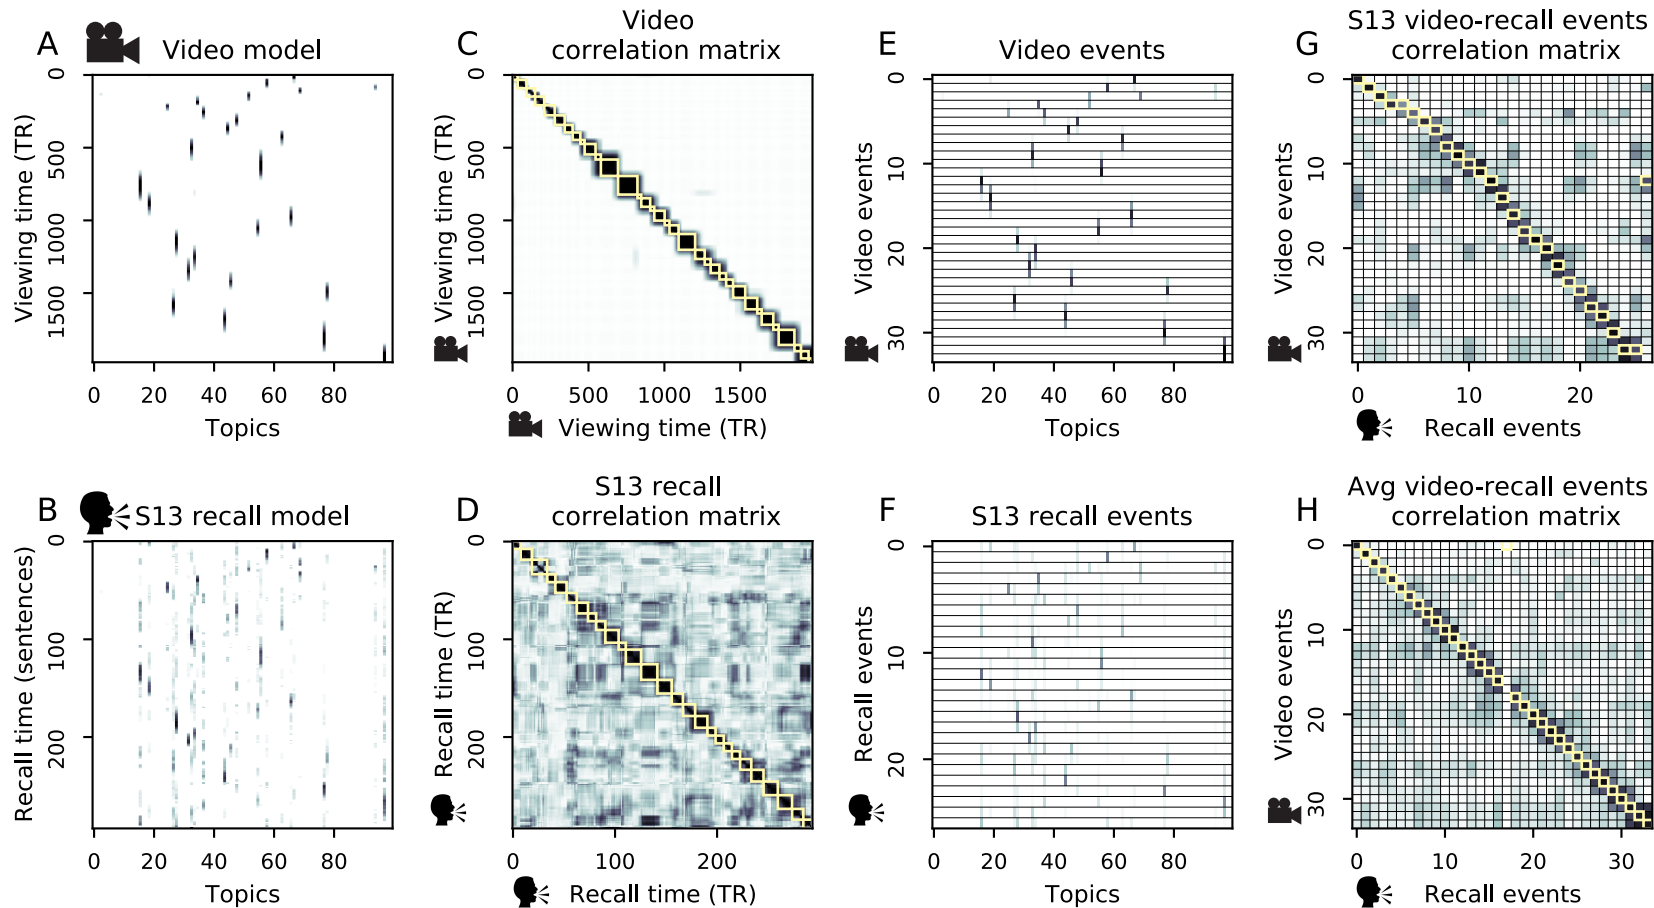 A
Video model
0
500
1000
1500
Viewing time (TR)
0 20 40 60 80
Topics
C
Video
correlation matrix
0
500
1000
1500
Viewing time (TR)
0 500 1000 1500
Viewing time (TR)
E
Video events
0
10
20
30
Video events
0 20 40 60 80
Topics
G
S13 video-recall events
correlation matrix
0
10
20
30
Video events
0 10 20
Recall events
B
S13 recall model
0
100
200
Recall time (sentences)
0 20 40 60 80
Topics
D
S13 recall
correlation matrix
0
100
200
Recall time (TR)
0 100 200
Recall time (TR)
F
S13 recall events
0
10
20
Recall events
0 20 40 60 80
Topics
H
Avg video-recall events
correlation matrix
0
10
20
30
Video events
0 10 20 30
Recall events